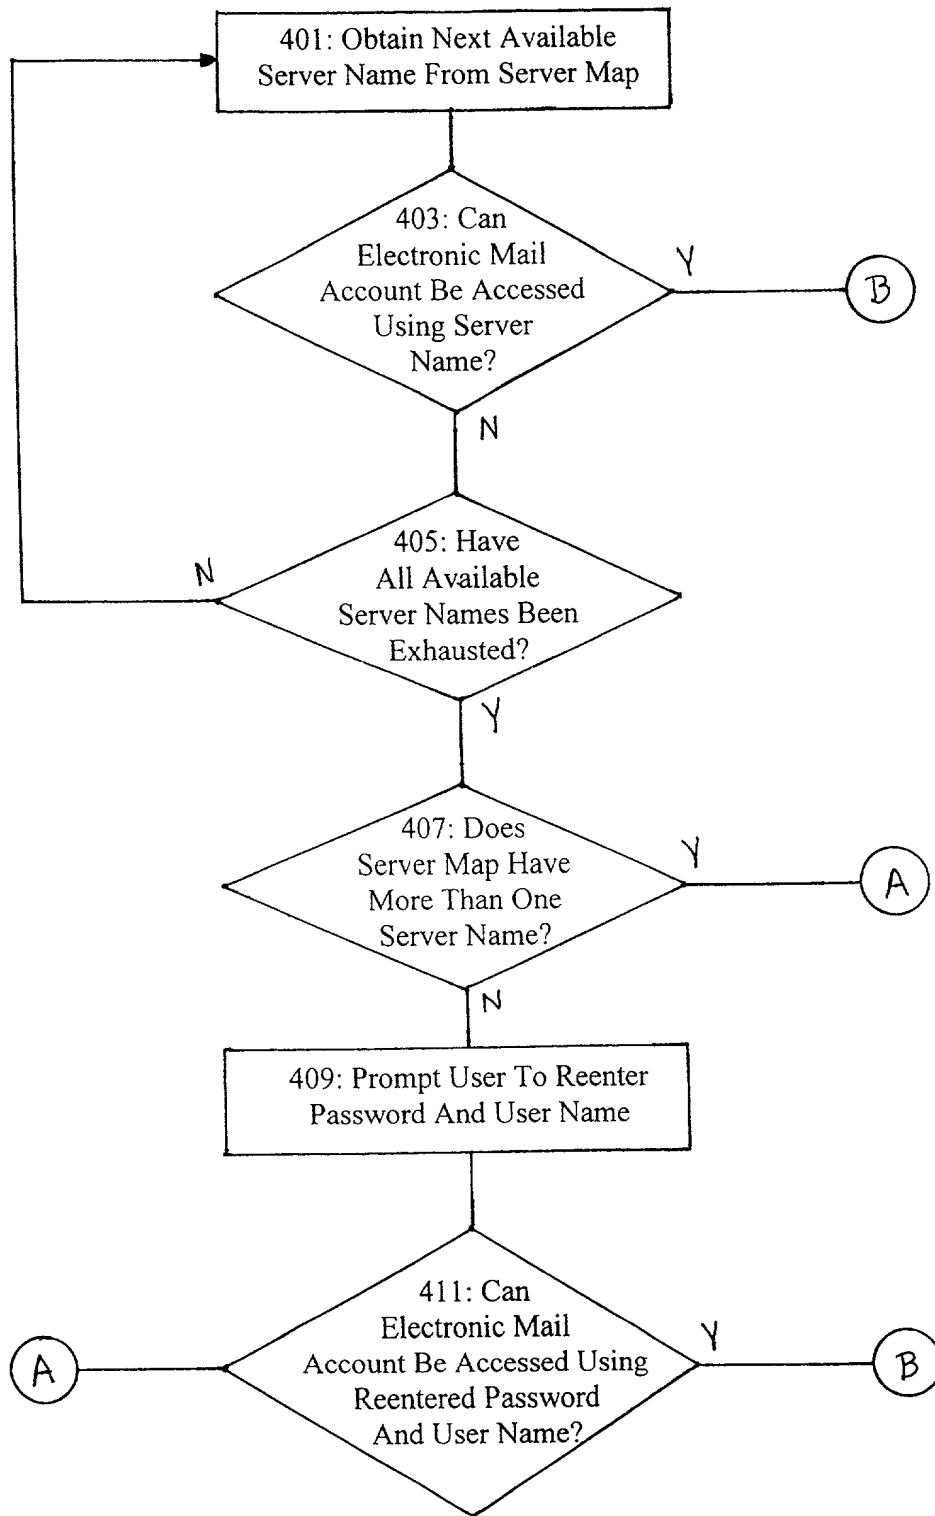 401: Obtain Next Available
Server Name From Server Map
403: Can
Electronic Mail
Account Be Accessed
Using Server
Name?
Y
B
N
405: Have
All Available
Server Names Been
Exhausted?
N
Y
407: Does
Server Map Have
More Than One
Server Name?
Y
A
N
409: Prompt User To Reenter
Password And User Name
411: Can
Electronic Mail
Account Be Accessed Using
Reentered Password
And User Name?
A
Y
B